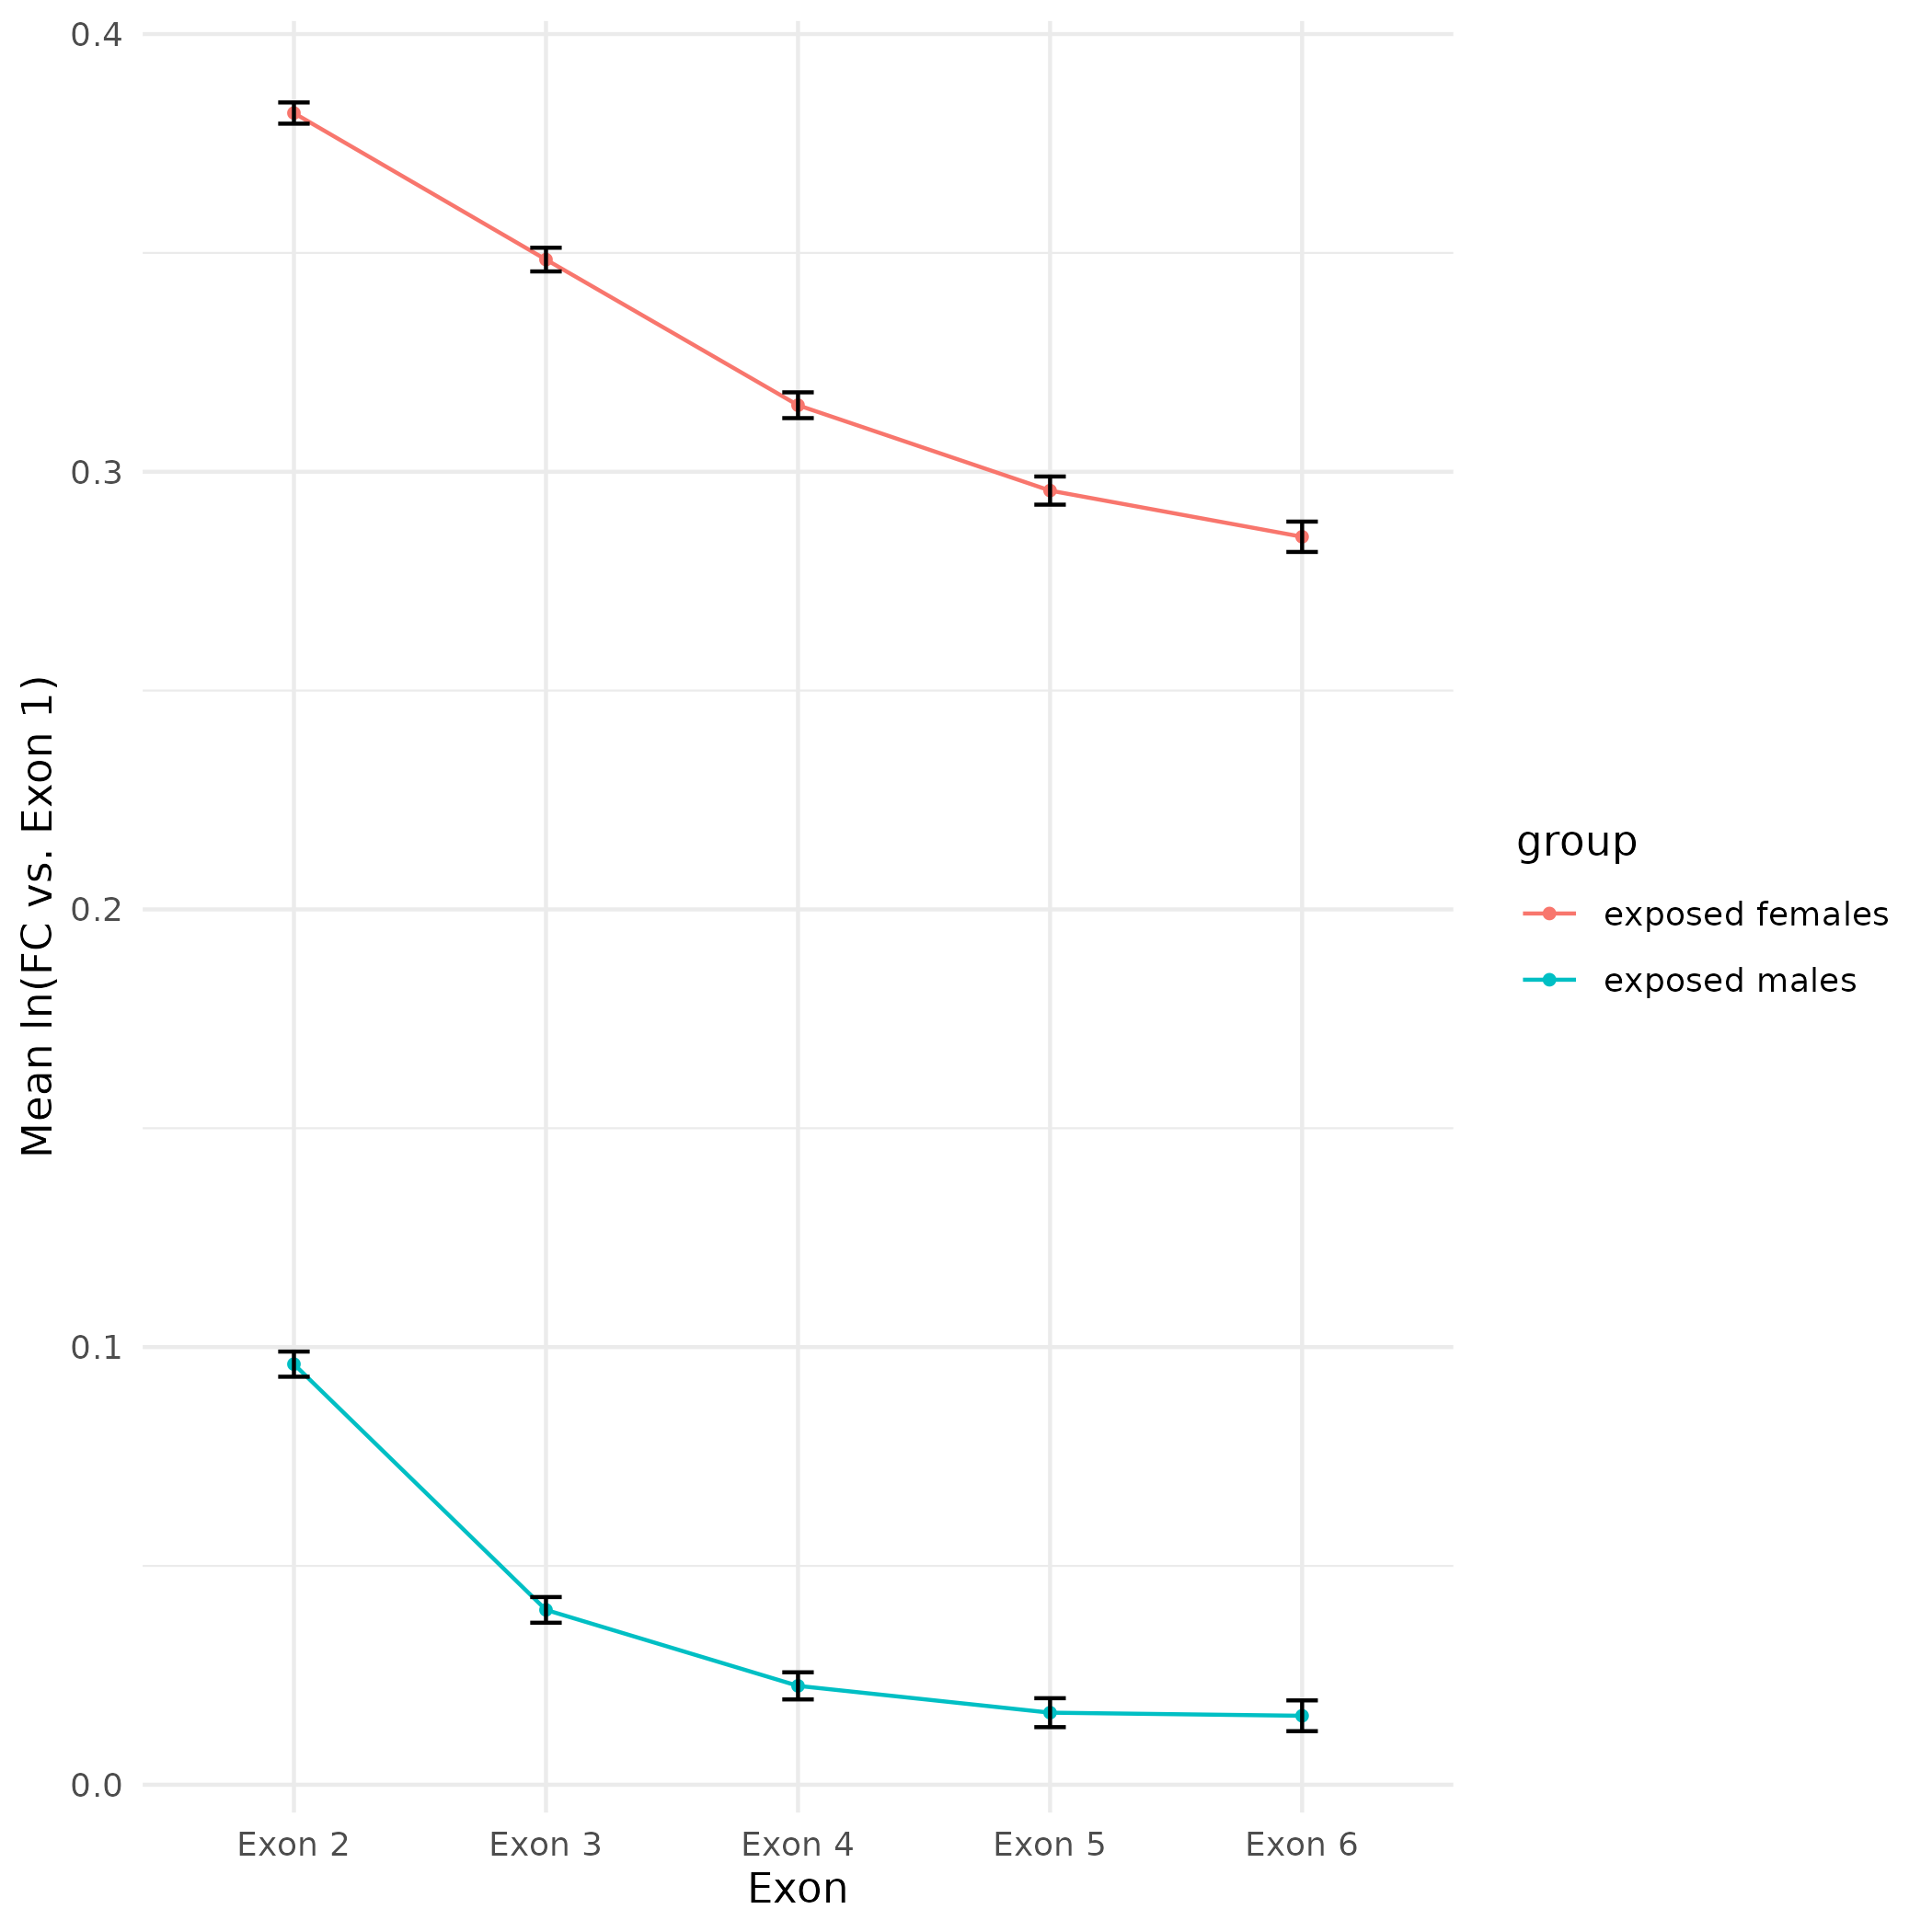 0.4
0.3
0.2
0.1
0.0
Mean ln(FC vs. Exon 1)
Exon 2 Exon 3 Exon 4 Exon 5 Exon 6
Exon
group
exposed females
exposed males